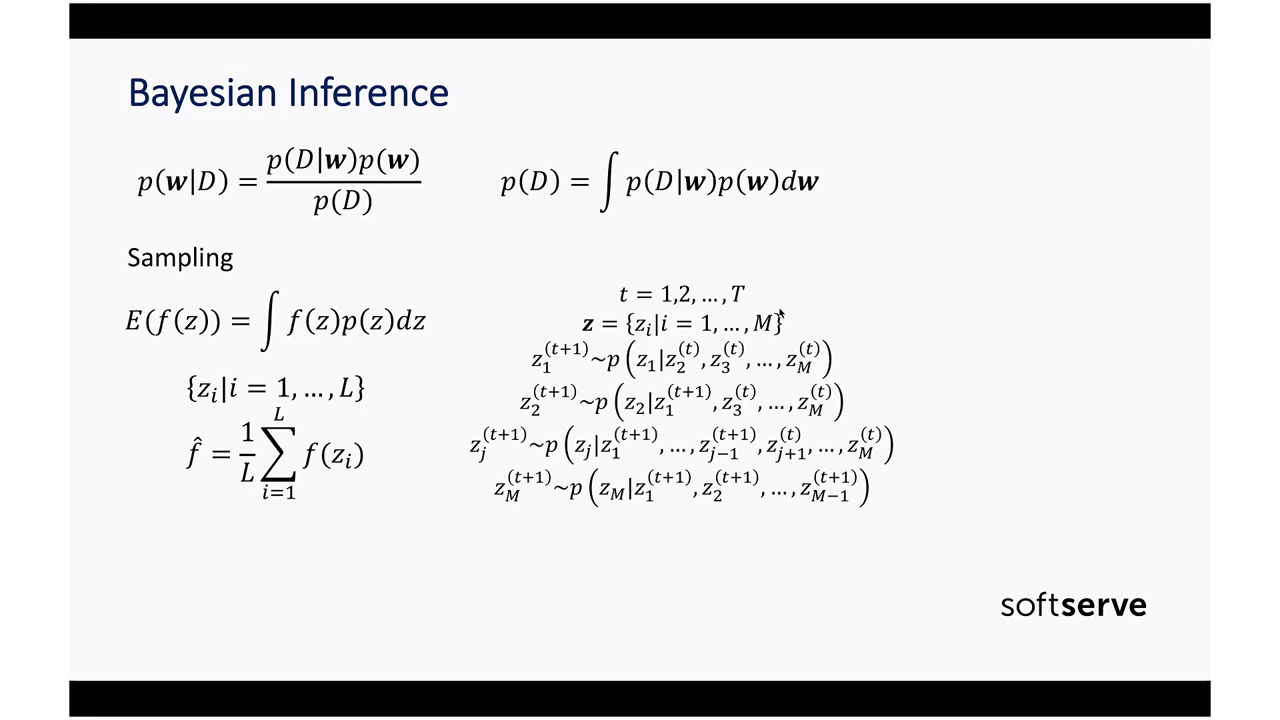 Bayesian Inference
p(w|D) = p(D|w)p(w) / p(D)
p(D) = ∫ p(D|w)p(w)dw
Sampling
E(f(z)) = ∫ f(z)p(z)dz
{z_i|i = 1, … , L}
f̂ = 1/L ∑_{i=1}^{L} f(z_i)
t = 1,2, … , T
z = {z_i|i = 1, … , M}
z_1^{(t+1)}~p(z_1|z_2^{(t)}, z_3^{(t)}, … , z_M^{(t)})
z_2^{(t+1)}~p(z_2|z_1^{(t+1)}, z_3^{(t)}, … , z_M^{(t)})
z_j^{(t+1)}~p(z_j|z_1^{(t+1)}, … , z_{j−1}^{(t+1)}, z_{j+1}^{(t)}, … , z_M^{(t)})
z_M^{(t+1)}~p(z_M|z_1^{(t+1)}, z_2^{(t+1)}, … , z_{M−1}^{(t+1)})
softserve